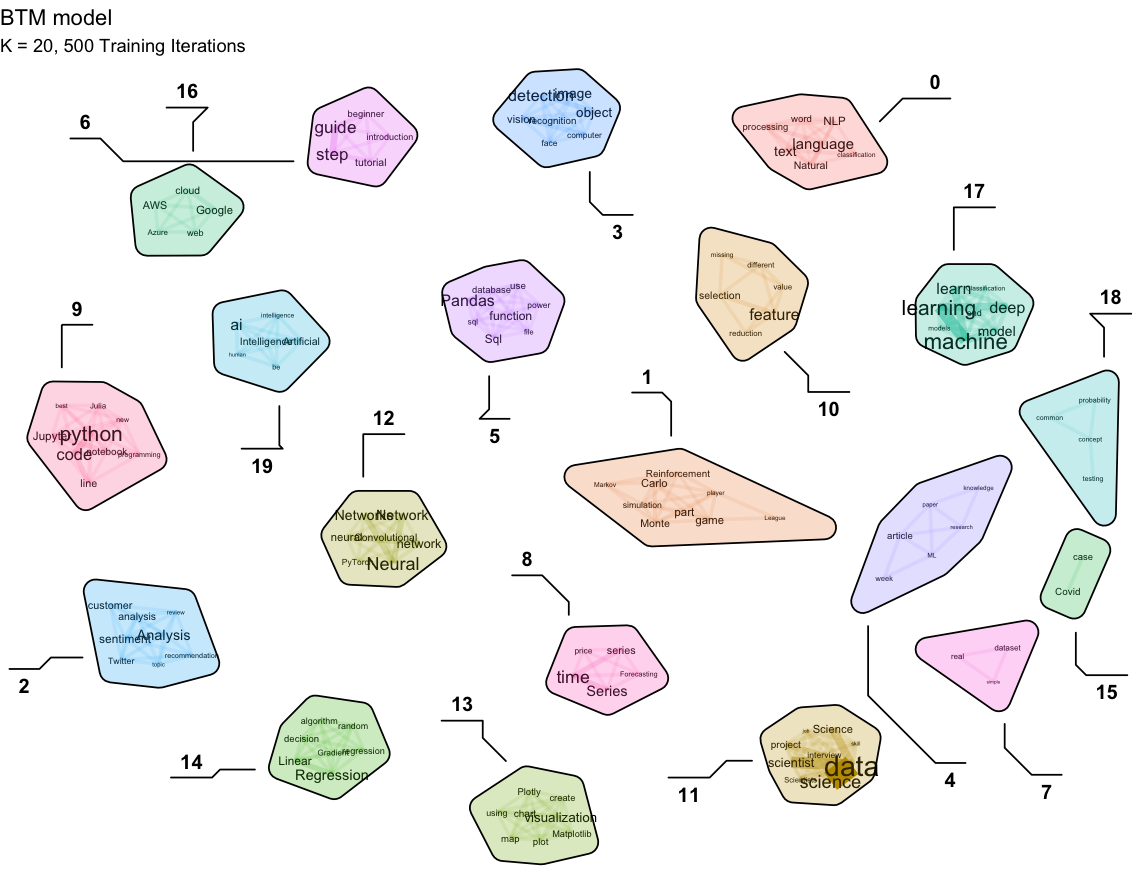 BTM model
K = 20, 500 Training Iterations
16
6
beginner
guide
introduction
step
tutorial
detection
image
object
vision
recognition
computer
face
3
0
word
NLP
processing
language
text
classification
Natural
cloud
AWS
Google
Azure
web
17
missing
different
value
selection
feature
reduction
10
learn
classification
learning
deep
end
models
model
machine
database
use
Pandas
power
function
sql
file
Sql
5
9
intelligence
ai
Intelligence
Artificial
human
be
19
18
probability
common
concept
testing
best
Julia
new
Jupyter
python
code
notebook
programming
line
12
Networks
Network
neural
Convolutional
network
PyTorch
Neural
1
Reinforcement
Markov
Carlo
player
simulation
part
Monte
game
League
knowledge
paper
research
article
ML
week
4
case
Covid
15
customer
review
analysis
sentiment
Analysis
Twitter
topic
recommendation
2
8
price
series
time
Forecasting
Series
real
dataset
simple
7
14
algorithm
random
decision
Gradient
regression
Linear
Regression
13
Plotly
create
using
chart
visualization
Matplotlib
map
plot
11
job
Science
project
skill
interview
scientist
data
Scientist
science